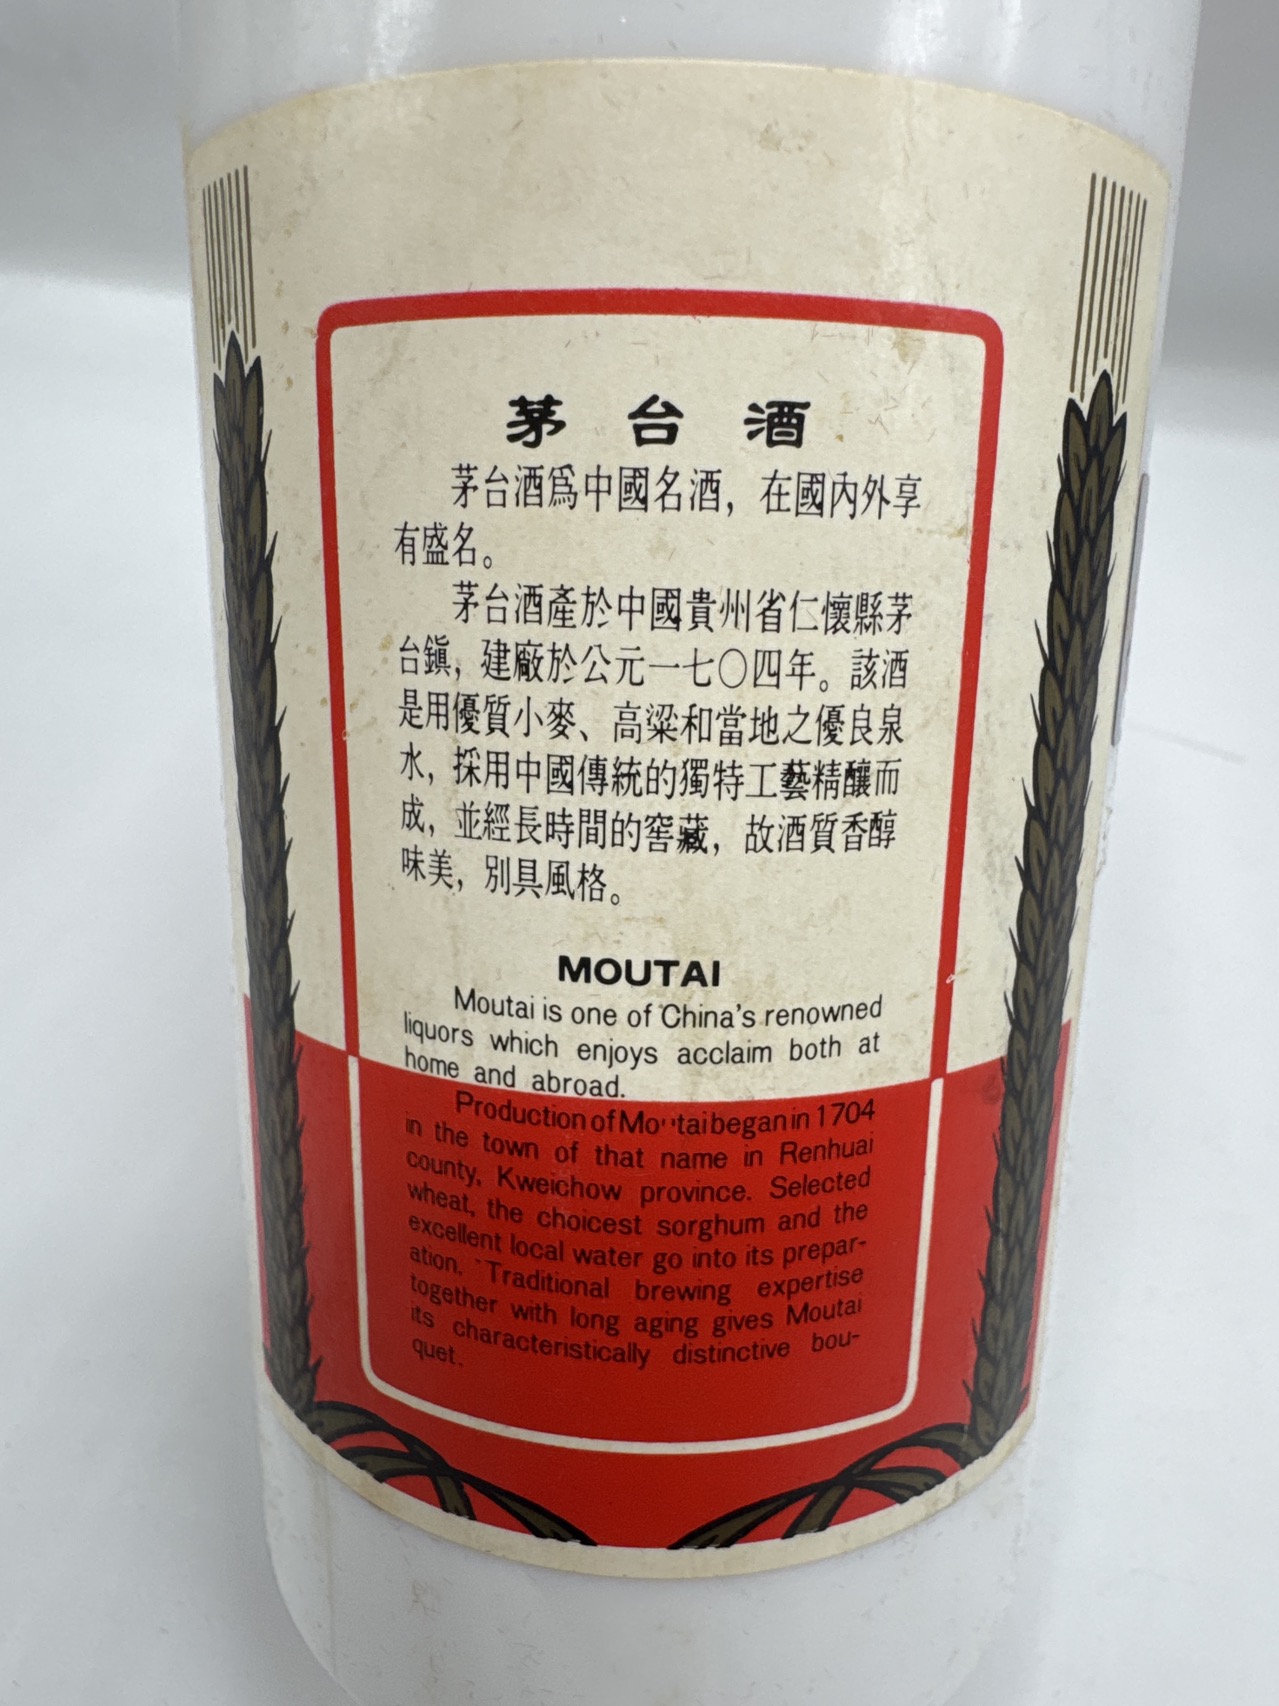 茅台酒
茅台酒爲中國名酒，在國內外享
有盛名。
茅台酒產於中國貴州省仁懷縣茅
台鎭，建廠於公元一七〇四年。該酒
是用優質小麥、高粱和當地之優良泉
水，採用中國傳統的獨特工藝精釀而
成，並經長時間的窖藏，故酒質香醇
味美，別具風格。
MOUTAI
Moutai is one of China's renowned
liquors which enjoys acclaim both at
home and abroad.
Production of Moutai began in 1704
in the town of that name in Renhuai
county, Kweichow province. Selected
wheat, the choicest sorghum and the
excellent local water go into its prepar-
ation. Traditional brewing expertise
together with long aging gives Moutai
its characteristically distinctive bou-
quet.